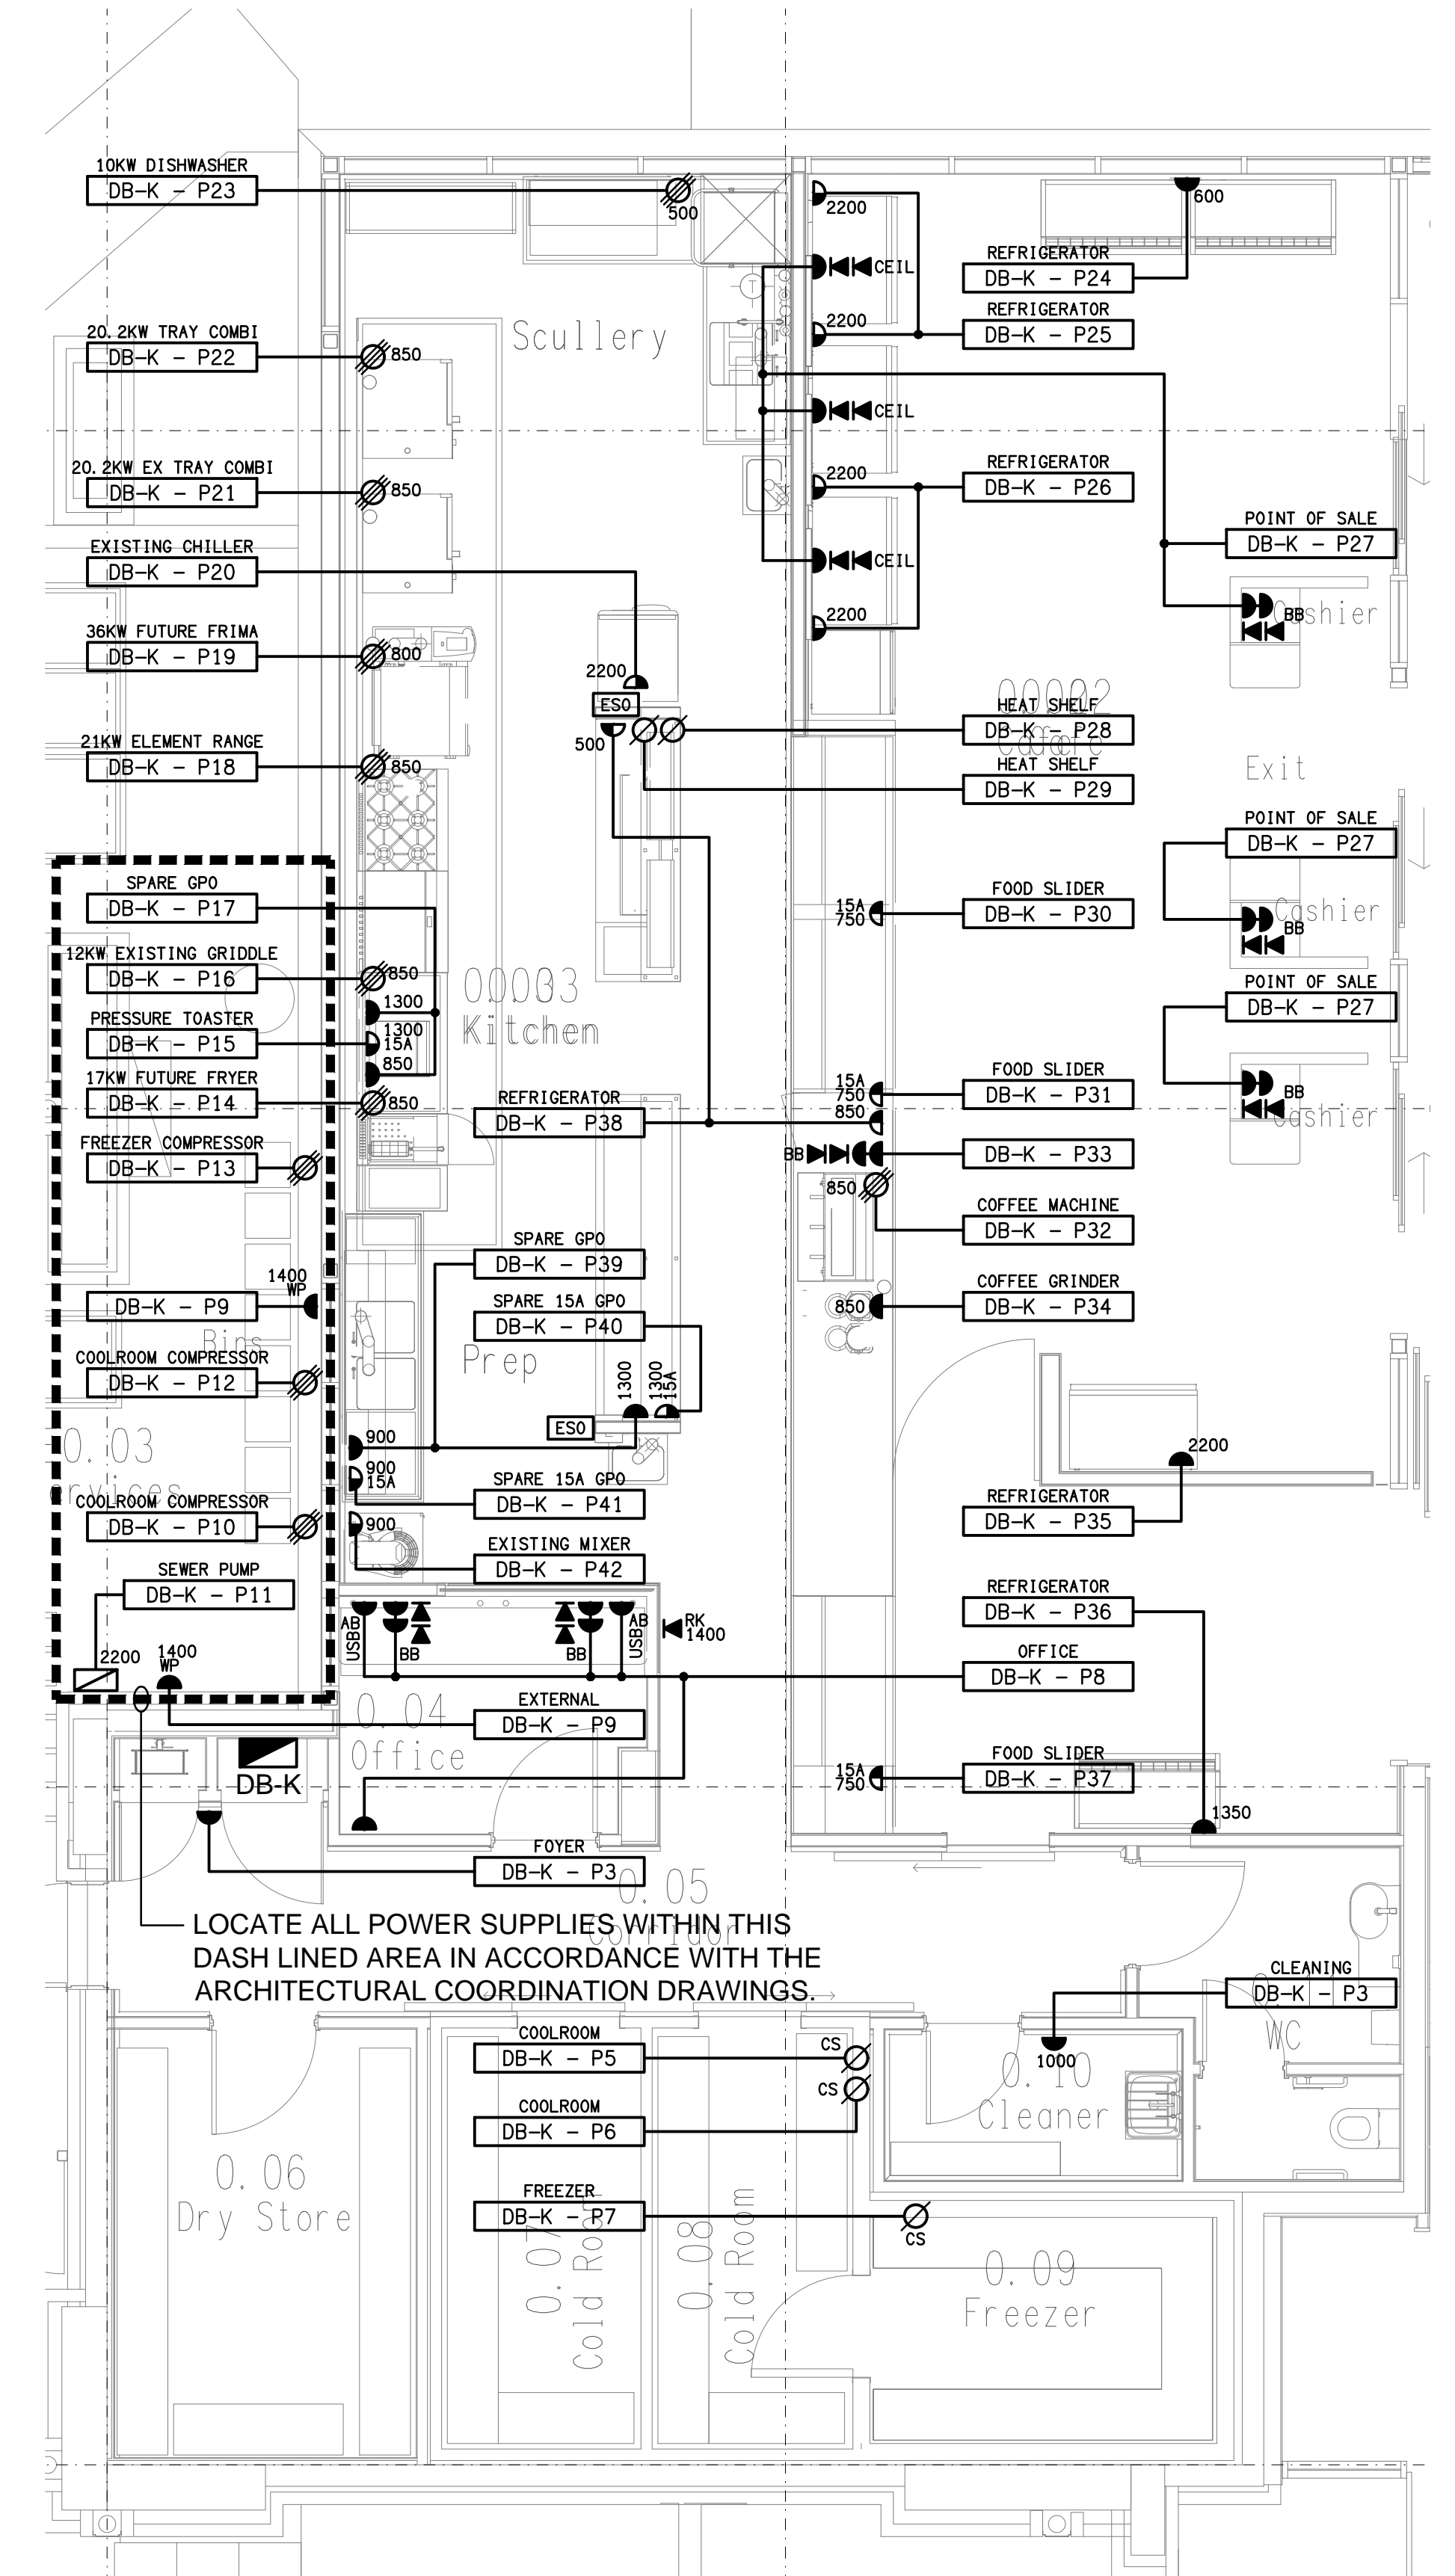 10KW DISHWASHER
DB-K - P23
500
2200
600
REFRIGERATOR
DB-K - P24
CEIL
REFRIGERATOR
DB-K - P25
2200
20.2KW TRAY COMBI
DB-K - P22
850
Scullery
CEIL
20.2KW EX TRAY COMBI
DB-K - P21
850
2200
REFRIGERATOR
DB-K - P26
POINT OF SALE
DB-K - P27
EXISTING CHILLER
DB-K - P20
CEIL
BB
Cashier
2200
36KW FUTURE FRIMA
DB-K - P19
800
2200
ESO
500
HEAT SHELF
DB-K - P28
HEAT SHELF
DB-K - P29
Exit
21KW ELEMENT RANGE
DB-K - P18
850
POINT OF SALE
DB-K - P27
SPARE GPO
DB-K - P17
15A
750
FOOD SLIDER
DB-K - P30
Cashier
BB
12KW EXISTING GRIDDLE
DB-K - P16
850
Kitchen
POINT OF SALE
DB-K - P27
1300
PRESSURE TOASTER
DB-K - P15
1300
15A
850
17KW FUTURE FRYER
DB-K - P14
850
15A
750
FOOD SLIDER
DB-K - P31
BB
Cashier
REFRIGERATOR
DB-K - P38
850
FREEZER COMPRESSOR
DB-K - P13
BB
DB-K - P33
850
COFFEE MACHINE
DB-K - P32
SPARE GPO
DB-K - P39
1400
WP
DB-K - P9
Bins
SPARE 15A GPO
DB-K - P40
850
COFFEE GRINDER
DB-K - P34
COOLROOM COMPRESSOR
DB-K - P12
Prep
1300
1300
15A
ESO
0.03
900
2200
900
15A
SPARE 15A GPO
DB-K - P41
COOLROOM COMPRESSOR
DB-K - P10
900
REFRIGERATOR
DB-K - P35
EXISTING MIXER
DB-K - P42
SEWER PUMP
DB-K - P11
REFRIGERATOR
DB-K - P36
AB
USB
BB
BB
AB
USB
RK
1400
2200
1400
WP
OFFICE
DB-K - P8
0.04
Office
EXTERNAL
DB-K - P9
DB-K
15A
750
FOOD SLIDER
DB-K - P37
1350
FOYER
DB-K - P3
0.05
Corridor
LOCATE ALL POWER SUPPLIES WITHIN THIS
DASH LINED AREA IN ACCORDANCE WITH THE
ARCHITECTURAL COORDINATION DRAWINGS.
CLEANING
DB-K - P3
WC
COOLROOM
DB-K - P5
CS
1000
0.10
Cleaner
CS
COOLROOM
DB-K - P6
0.06
Dry Store
FREEZER
DB-K - P7
CS
0.07
Cold Room
0.08
Cold Room
0.09
Freezer